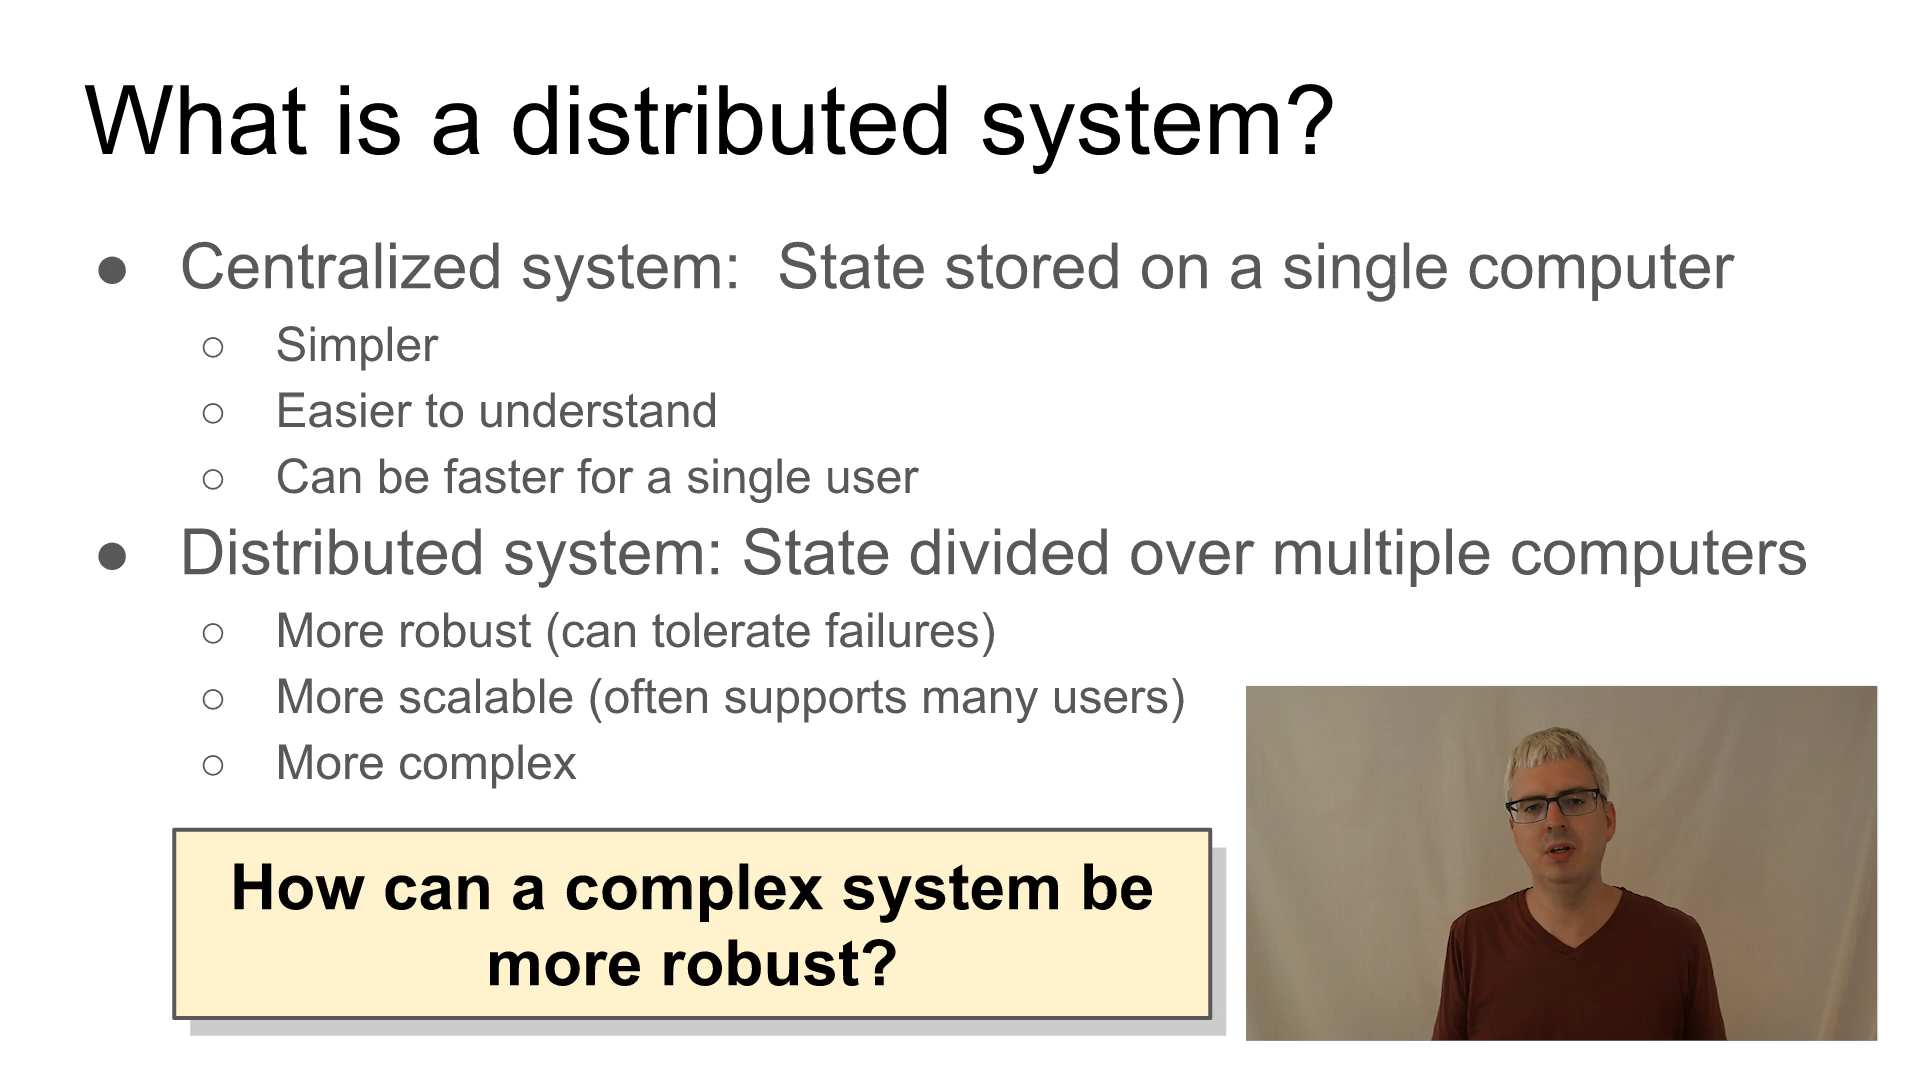 What is a distributed system?
● Centralized system:  State stored on a single computer
○ Simpler
○ Easier to understand
○ Can be faster for a single user
● Distributed system: State divided over multiple computers
○ More robust (can tolerate failures)
○ More scalable (often supports many users)
○ More complex
How can a complex system be
more robust?